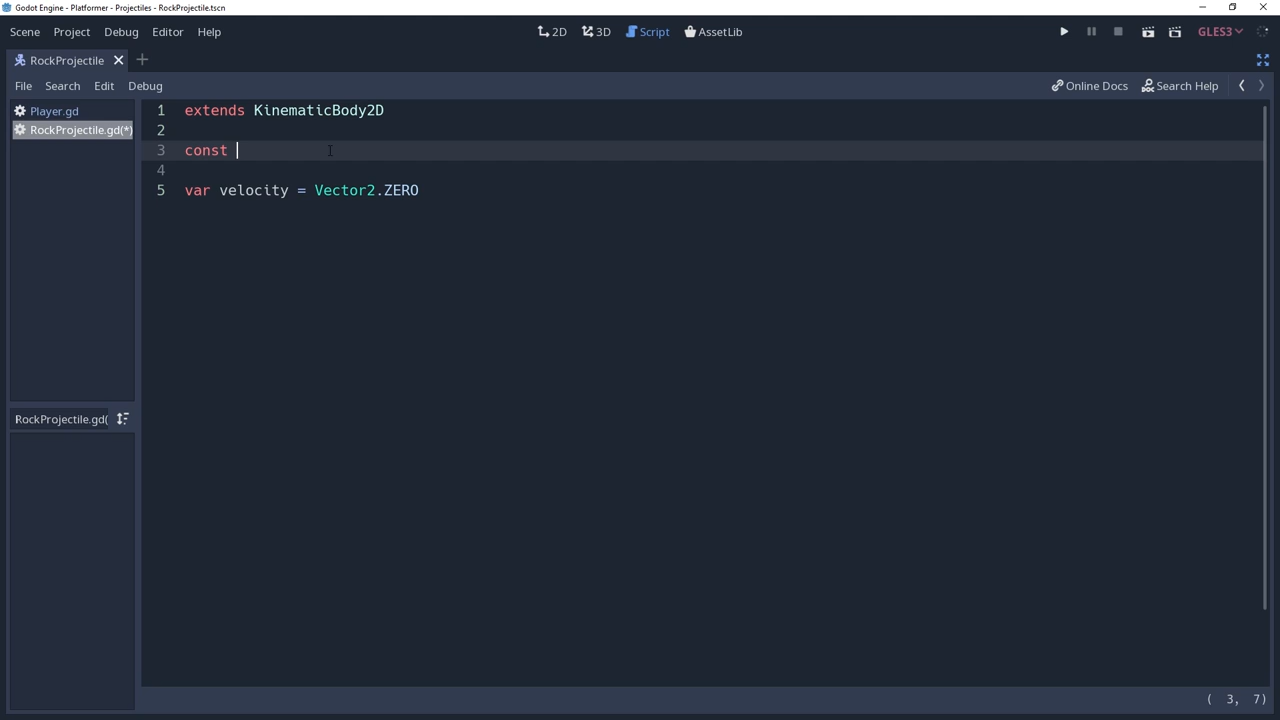 Godot Engine - Platformer - Projectiles - RockProjectile.tscn
Scene Project Debug Editor Help 2D 3D Script AssetLib GLES3
RockProjectile
File Search Edit Debug Online Docs Search Help
Player.gd
RockProjectile.gd(*)
RockProjectile.gd(
1 extends KinematicBody2D
2
3 const
4
5 var velocity = Vector2.ZERO
( 3, 7)